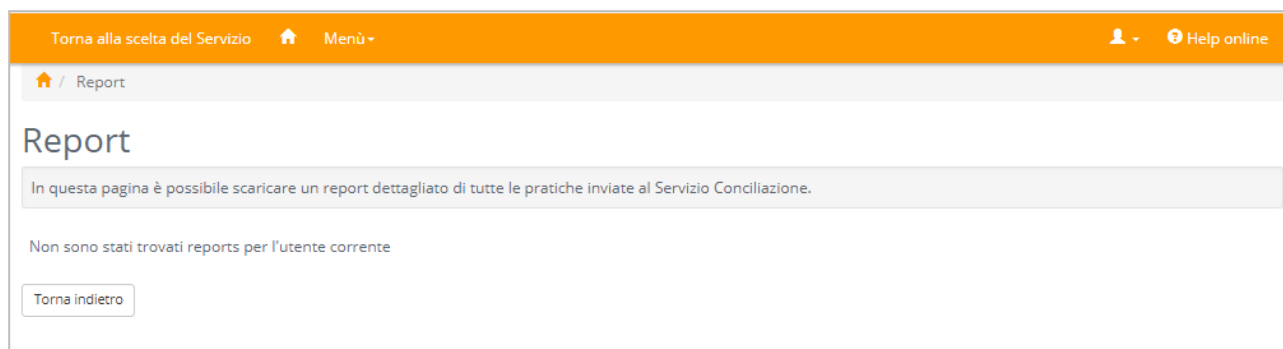 Torna alla scelta del Servizio Menù Help online
/ Report
Report
In questa pagina è possibile scaricare un report dettagliato di tutte le pratiche inviate al Servizio Conciliazione.
Non sono stati trovati reports per l'utente corrente
Torna indietro